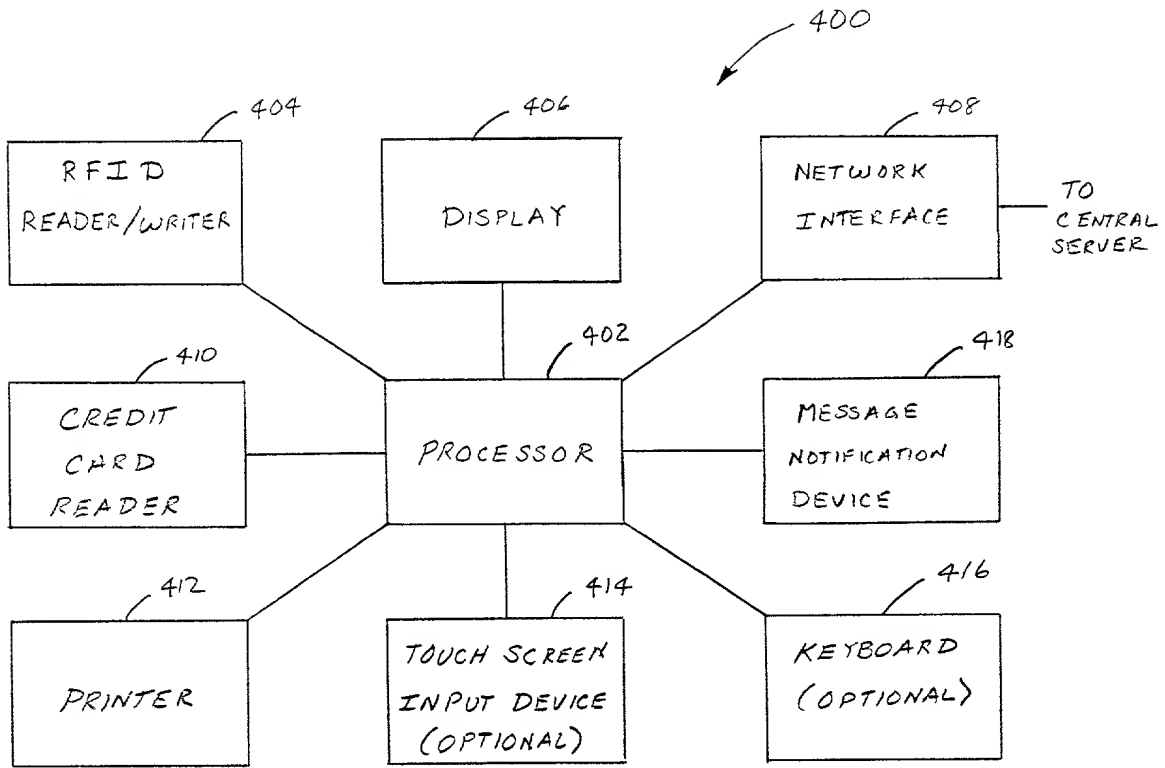 400
404
406
408
RFID
READER/WRITER
DISPLAY
NETWORK
INTERFACE
TO
CENTRAL
SERVER
410
402
418
CREDIT
CARD
READER
PROCESSOR
MESSAGE
NOTIFICATION
DEVICE
412
414
416
PRINTER
TOUCH SCREEN
INPUT DEVICE
(OPTIONAL)
KEYBOARD
(OPTIONAL)